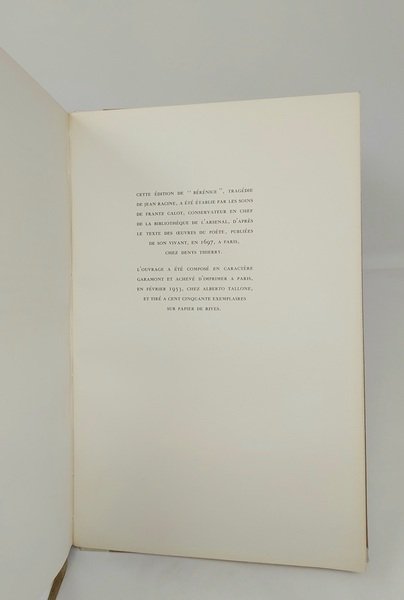 CETTE ÉDITION DE "BÉRÉNICE", TRAGÉDIE
DE JEAN RACINE, A ÉTÉ ÉTABLIE PAR LES SOINS
DE FRANTZ CALOT, CONSERVATEUR EN CHEF
DE LA BIBLIOTHÈQUE DE L'ARSENAL, D'APRÈS
LE TEXTE DES ŒUVRES DU POÈTE, PUBLIÉES
DE SON VIVANT, EN 1697, A PARIS,
CHEZ DENYS THIERRY.
L'OUVRAGE A ÉTÉ COMPOSÉ EN CARACTÈRE
GARAMONT ET ACHEVÉ D'IMPRIMER A PARIS,
EN FÉVRIER 1953, CHEZ ALBERTO TALLONE,
ET TIRÉ A CENT CINQUANTE EXEMPLAIRES
SUR PAPIER DE RIVES.